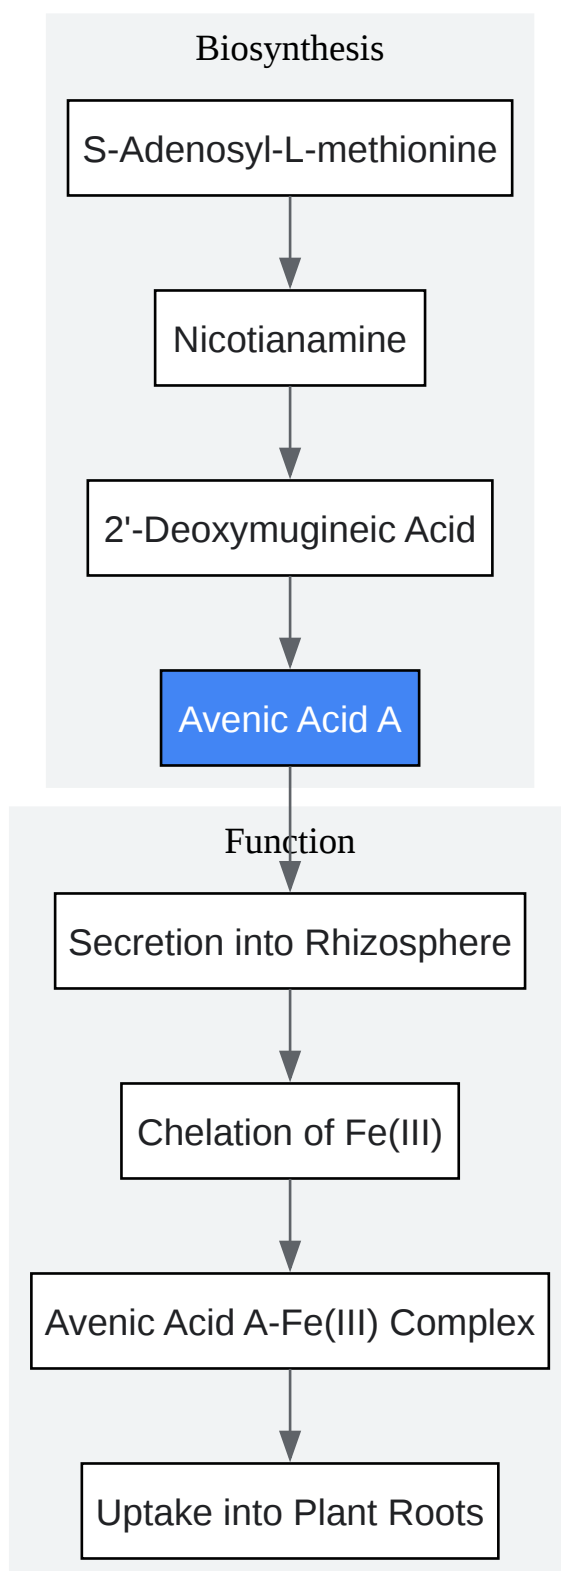 Biosynthesis
S-Adenosyl-L-methionine
Nicotianamine
2'-Deoxymugineic Acid
Avenic Acid A
Function
Secretion into Rhizosphere
Chelation of Fe(III)
Avenic Acid A-Fe(III) Complex
Uptake into Plant Roots